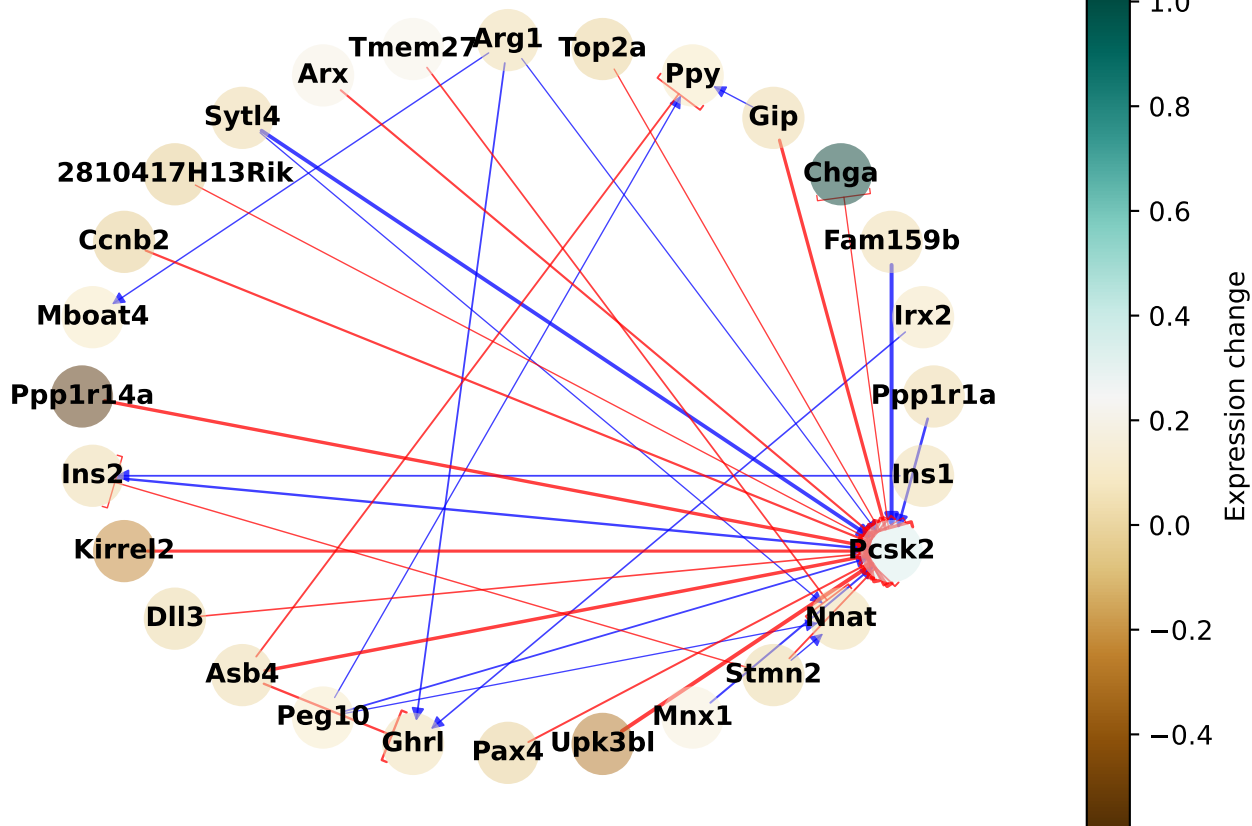 Tmem27
Arg1
Top2a
Arx
Ppy
Sytl4
Gip
2810417H13Rik
Chga
Ccnb2
Fam159b
Mboat4
Irx2
Ppp1r14a
Ppp1r1a
Ins2
Ins1
Kirrel2
Pcsk2
Dll3
Nnat
Asb4
Stmn2
Peg10
Mnx1
Ghrl
Pax4
Upk3bl
1.0
0.8
0.6
0.4
0.2
0.0
−0.2
−0.4
Expression change